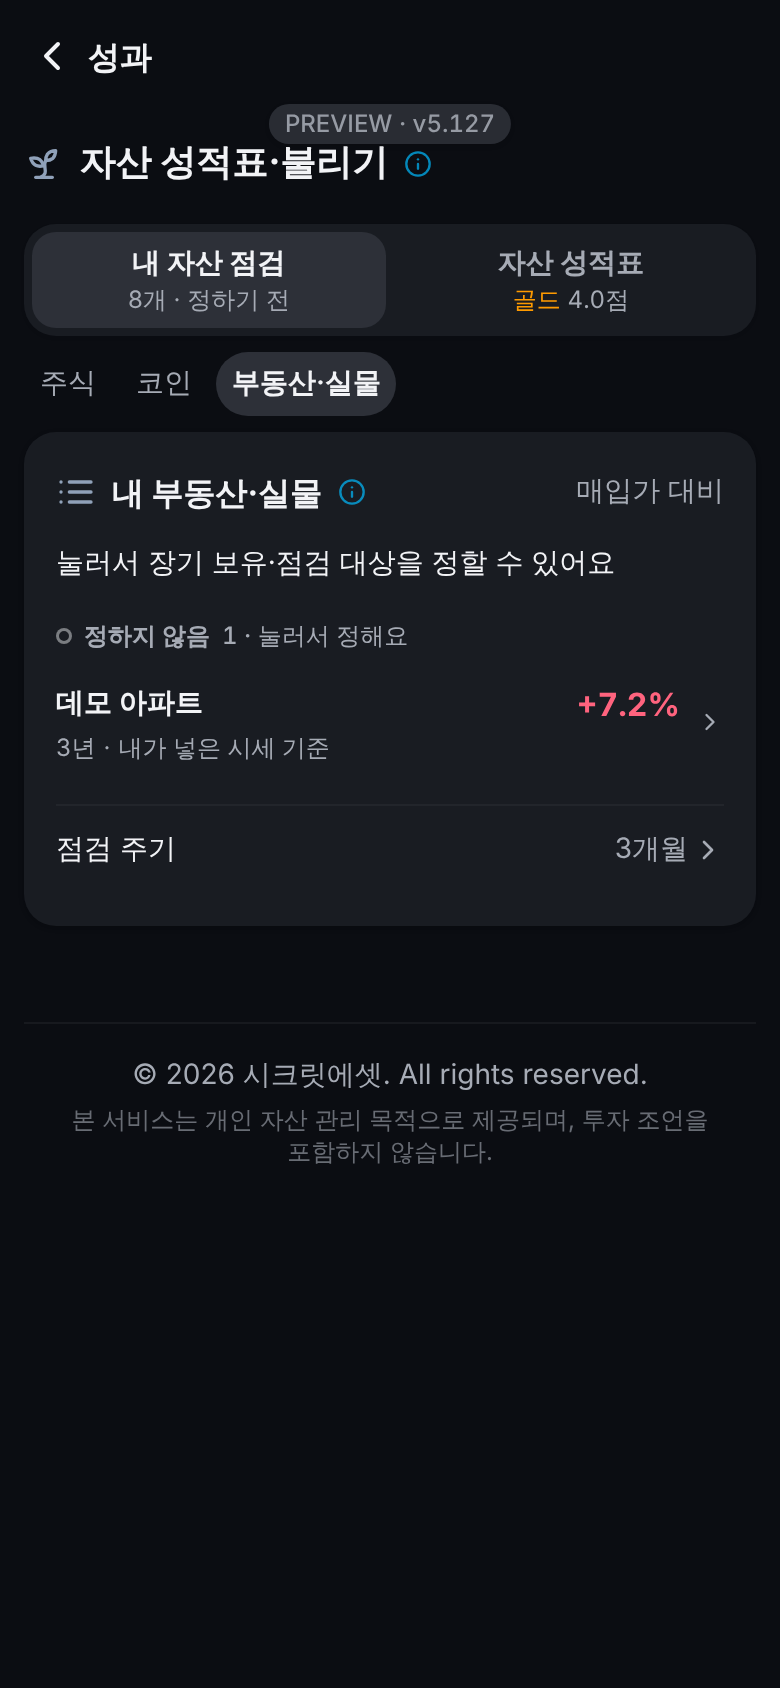 성과
PREVIEW · v5.127
자산 성적표·불리기
내 자산 점검
8개 · 정하기 전
자산 성적표
골드 4.0점
주식
코인
부동산·실물
내 부동산·실물
매입가 대비
눌러서 장기 보유·점검 대상을 정할 수 있어요
정하지 않음 1 · 눌러서 정해요
데모 아파트
+7.2%
3년 · 내가 넣은 시세 기준
점검 주기
3개월
© 2026 시크릿에셋. All rights reserved.
본 서비스는 개인 자산 관리 목적으로 제공되며, 투자 조언을
포함하지 않습니다.